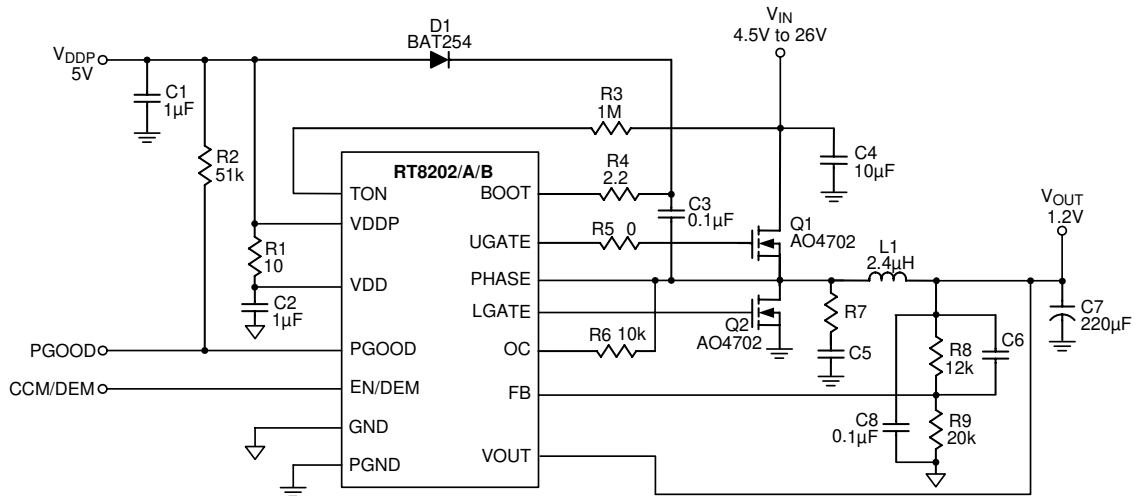 V_DDP
5V
C1
1µF
R2
51k
D1
BAT254
V_IN
4.5V to 26V
R3
1M
C4
10µF
RT8202/A/B
TON
VDDP
VDD
PGOOD
EN/DEM
GND
PGND
BOOT
UGATE
PHASE
LGATE
OC
FB
VOUT
R1
10
C2
1µF
PGOOD
CCM/DEM
R4
2.2
C3
0.1µF
R5 0
Q1
AO4702
Q2
AO4702
R6 10k
R7
C5
L1
2.4µH
V_OUT
1.2V
C7
220µF
C6
R8
12k
R9
20k
C8
0.1µF